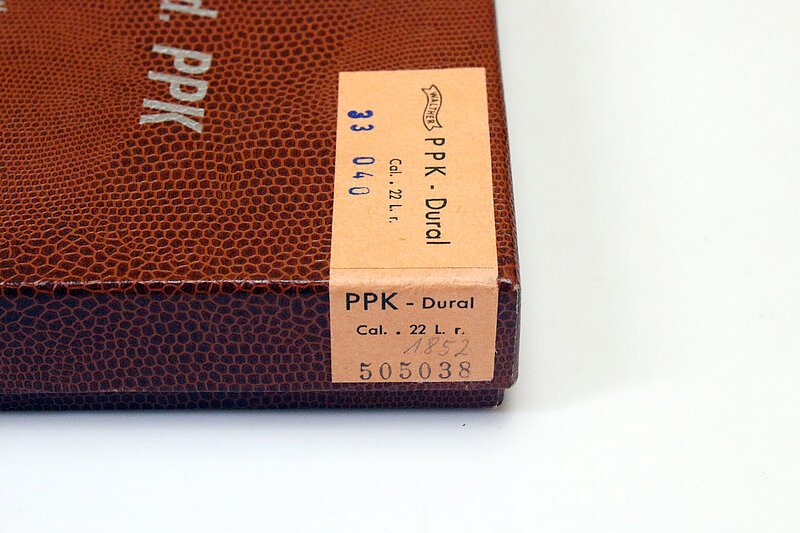 d. PPK
WALTHER
PPK - Dural
Cal. . 22 L. r.
33 040
PPK - Dural
Cal. . 22 L. r.
1852
505038